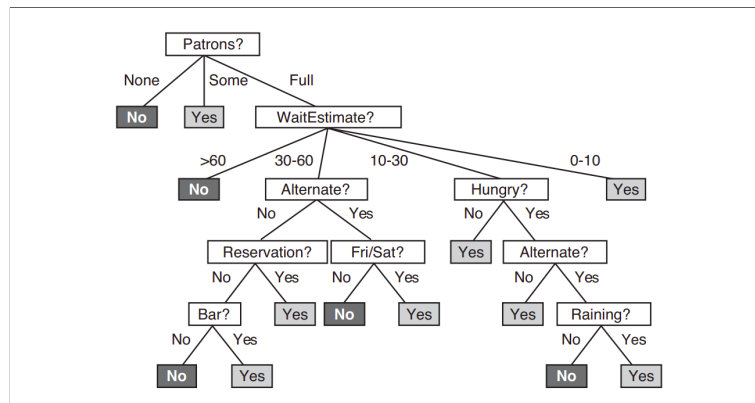 Patrons?
None Some Full
No Yes WaitEstimate?
>60 30-60 10-30 0-10
No Alternate? Hungry? Yes
No Yes No Yes
Reservation? Fri/Sat? Yes Alternate?
No Yes No Yes No Yes
Bar? Yes No Yes Yes Raining?
No Yes No Yes
No Yes No Yes